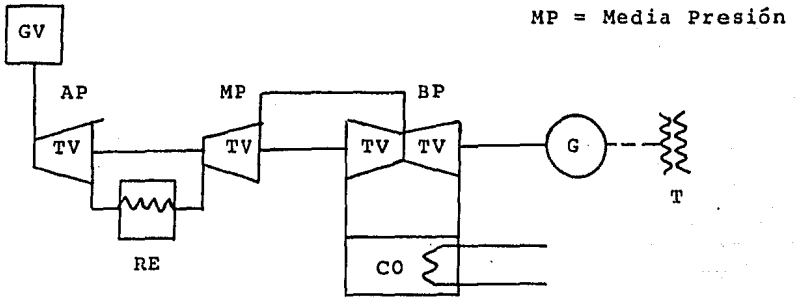 MP = Media Presión
GV
AP
MP
BP
TV
TV
TV
TV
G
T
RE
CO